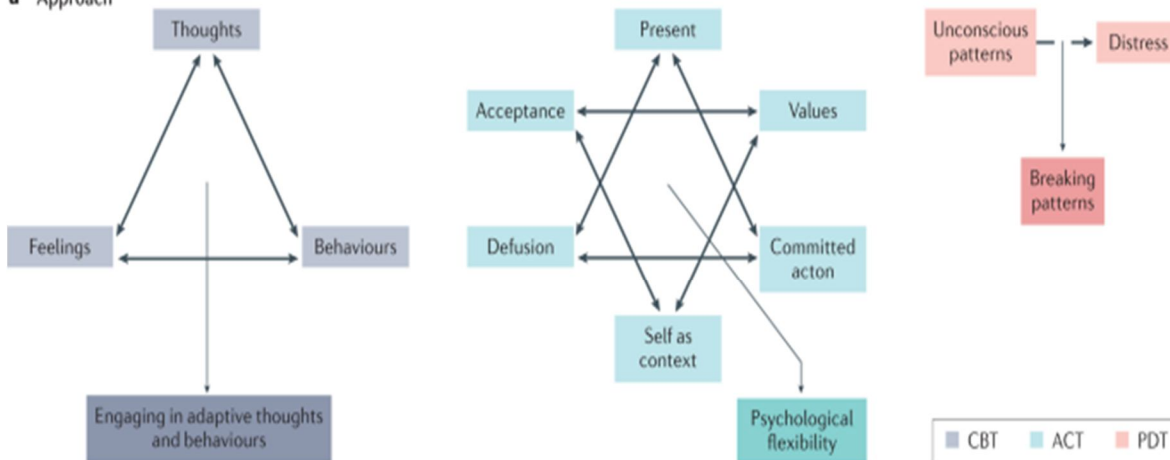 a Approach
Thoughts
Feelings
Behaviours
Engaging in adaptive thoughts
and behaviours
Present
Acceptance
Values
Defusion
Committed
acton
Self as
context
Psychological
flexibility
Unconscious
patterns
Distress
Breaking
patterns
CBT
ACT
PDT